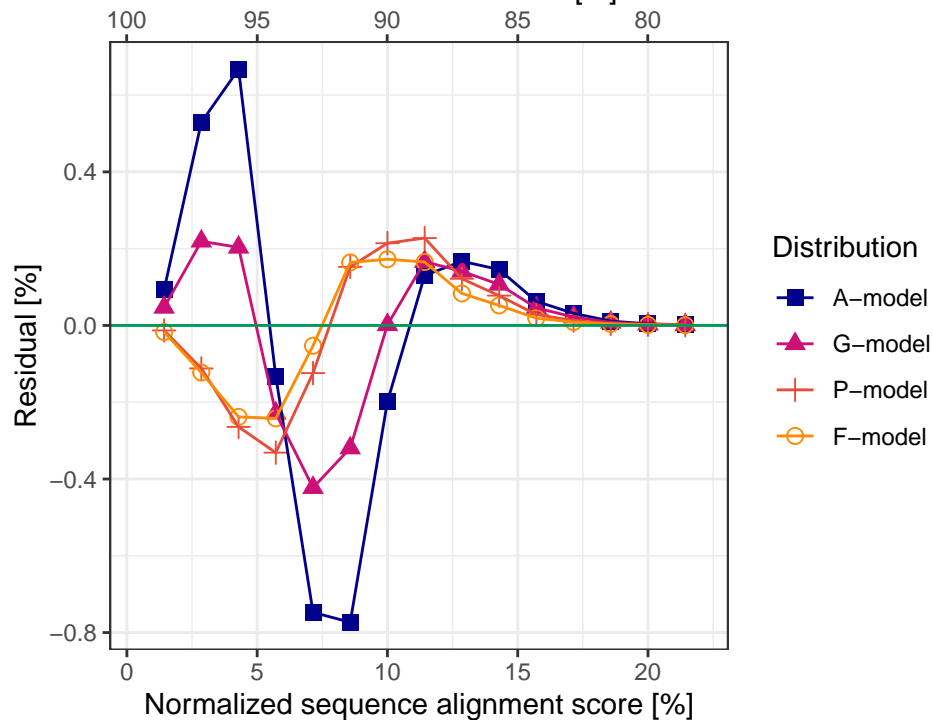 100 95 90 85 80
0.4
0.0
−0.4
−0.8
Residual [%]
0 5 10 15 20
Normalized sequence alignment score [%]
Distribution
A−model
G−model
P−model
F−model